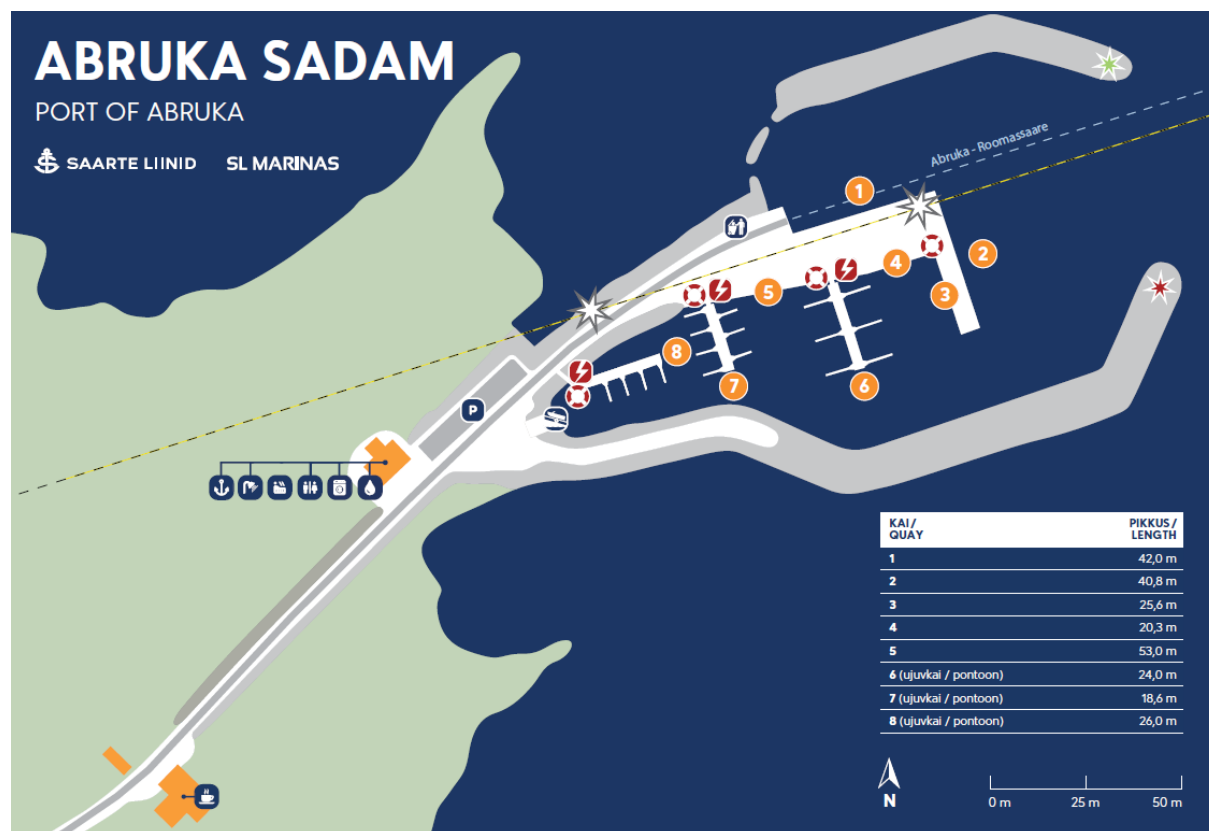 ABRUKA SADAM
PORT OF ABRUKA
SAARTE LIINID SL MARINAS
Abruka - Roomassaare
1
2
4
3
5
8
7
6
P
KAI/ PIKKUS/
QUAY LENGTH
1 42,0 m
2 40,8 m
3 25,6 m
4 20,3 m
5 53,0 m
6 (ujuvkai / pontoon) 24,0 m
7 (ujuvkai / pontoon) 18,6 m
8 (ujuvkai / pontoon) 26,0 m
N
0 m 25 m 50 m